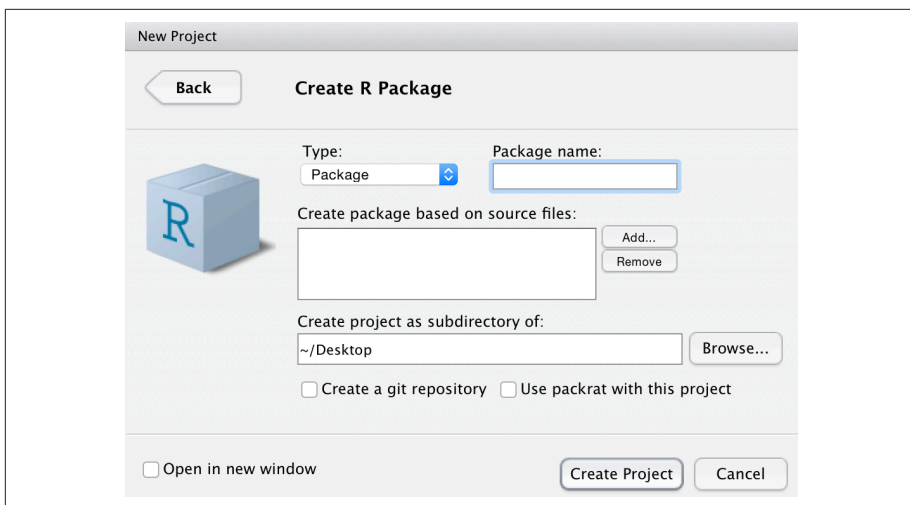 New Project
Back
Create R Package
Type:
Package name:
Package
R
Create package based on source files:
Add...
Remove
Create project as subdirectory of:
~/Desktop
Browse...
Create a git repository
Use packrat with this project
Open in new window
Create Project
Cancel